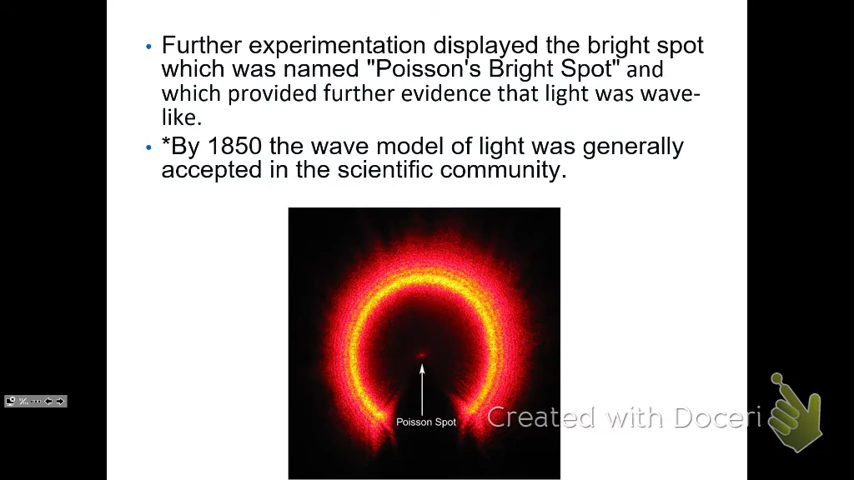 • Further experimentation displayed the bright spot
which was named "Poisson's Bright Spot" and
which provided further evidence that light was wave-
like.
• *By 1850 the wave model of light was generally
accepted in the scientific community.
Poisson Spot
Created with Doceri